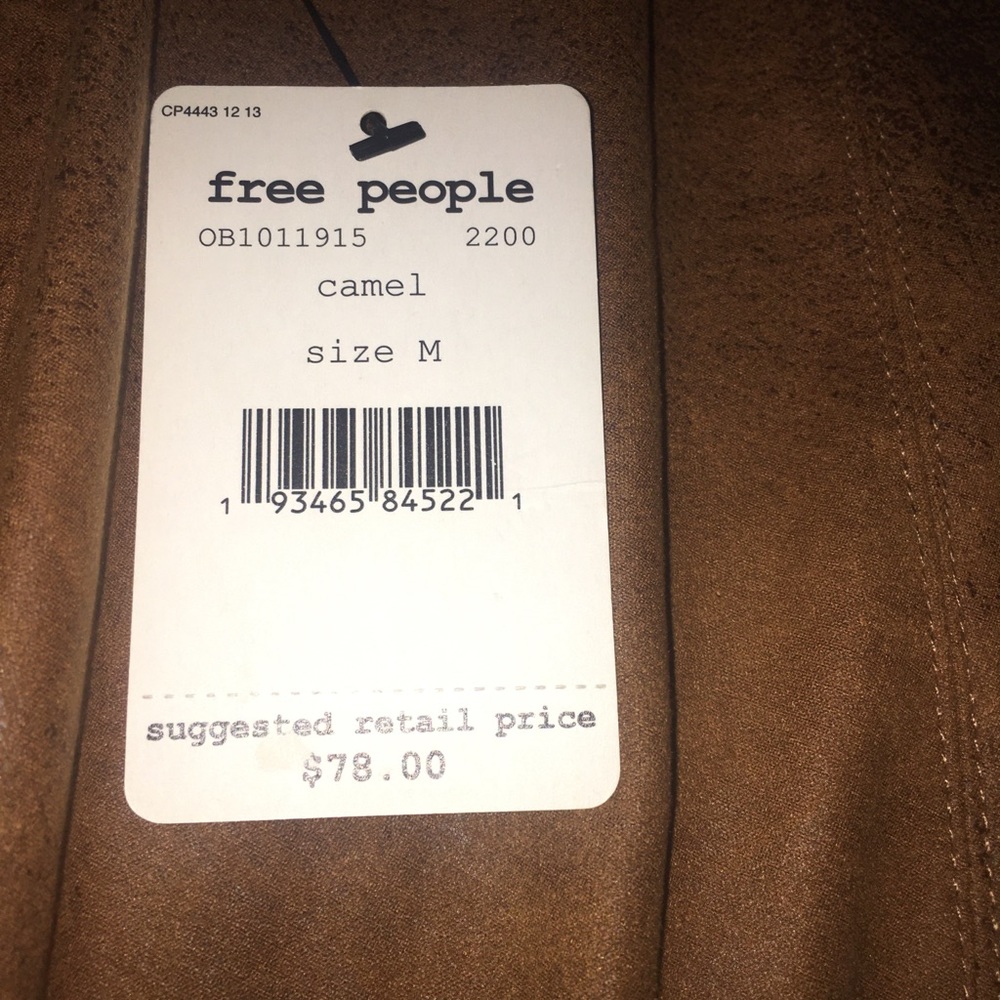 CP4443 12 13
free people
OB1011915 2200
camel
size M
1 93465 84522 1
suggested retail price
$78.00